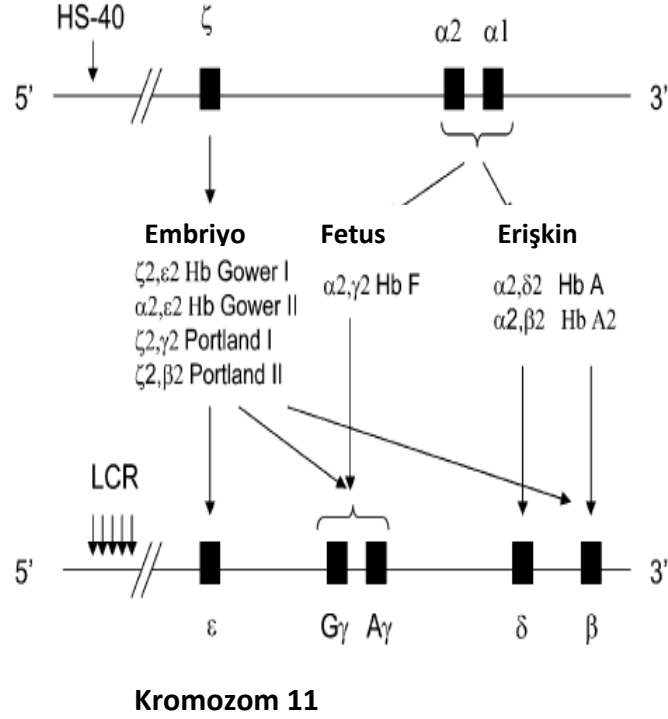 HS-40 ζ α2 α1
5’ 3’
Embriyo Fetus Erişkin
ζ2,ε2 Hb Gower I
α2,ε2 Hb Gower II
ζ2,γ2 Portland I
ζ2,β2 Portland II
α2,γ2 Hb F
α2,δ2 Hb A
α2,β2 Hb A2
LCR
5’ 3’
ε Gγ Aγ δ β
Kromozom 11